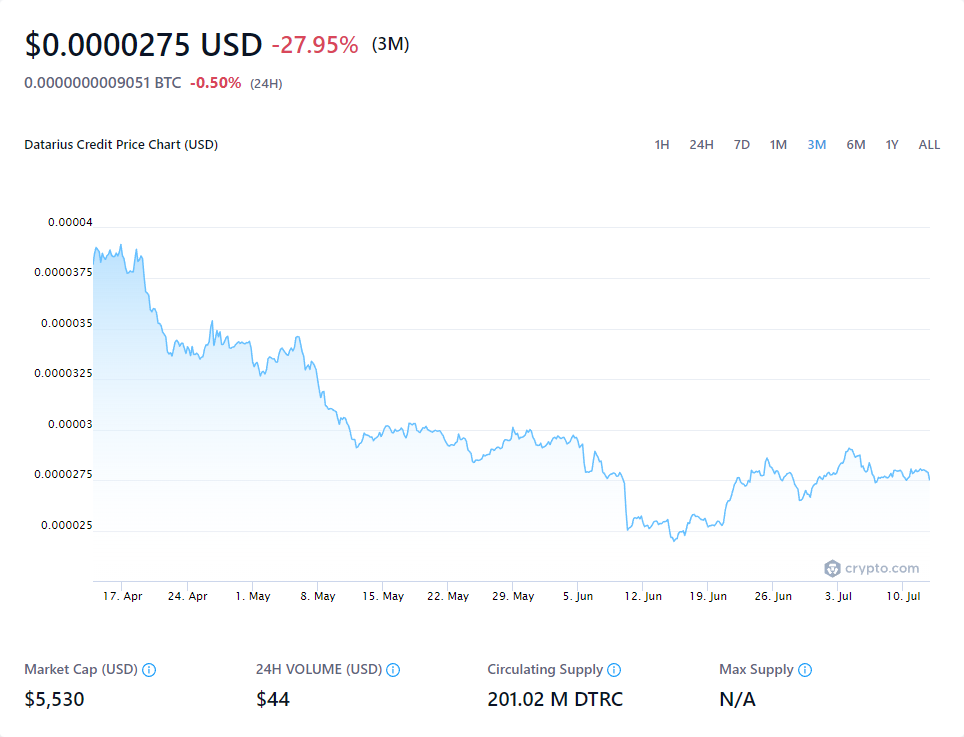 $0.0000275 USD -27.95% (3M)
0.0000000009051 BTC -0.50% (24H)
Datarius Credit Price Chart (USD) 1H 24H 7D 1M 3M 6M 1Y ALL
0.00004
0.0000375
0.000035
0.0000325
0.00003
0.0000275
0.000025
crypto.com
17. Apr 24. Apr 1. May 8. May 15. May 22. May 29. May 5. Jun 12. Jun 19. Jun 26. Jun 3. Jul 10. Jul
Market Cap (USD) 24H VOLUME (USD) Circulating Supply Max Supply
$5,530 $44 201.02 M DTRC N/A